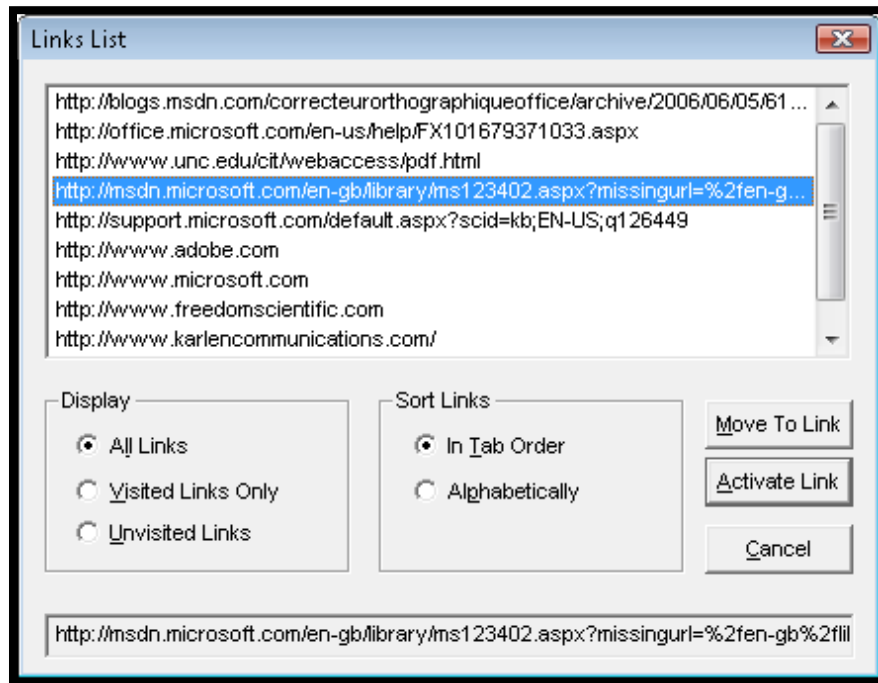 Links List
http://blogs.msdn.com/correcteurorthographiqueoffice/archive/2006/06/05/61...
http://office.microsoft.com/en-us/help/FX101679371033.aspx
http://www.unc.edu/cit/webaccess/pdf.html
http://msdn.microsoft.com/en-gb/library/ms123402.aspx?missingurl=%2fen-g...
http://support.microsoft.com/default.aspx?scid=kb;EN-US;q126449
http://www.adobe.com
http://www.microsoft.com
http://www.freedomscientific.com
http://www.karlencommunications.com/
Display
All Links
Visited Links Only
Unvisited Links
Sort Links
In Tab Order
Alphabetically
Move To Link
Activate Link
Cancel
http://msdn.microsoft.com/en-gb/library/ms123402.aspx?missingurl=%2fen-gb%2flil